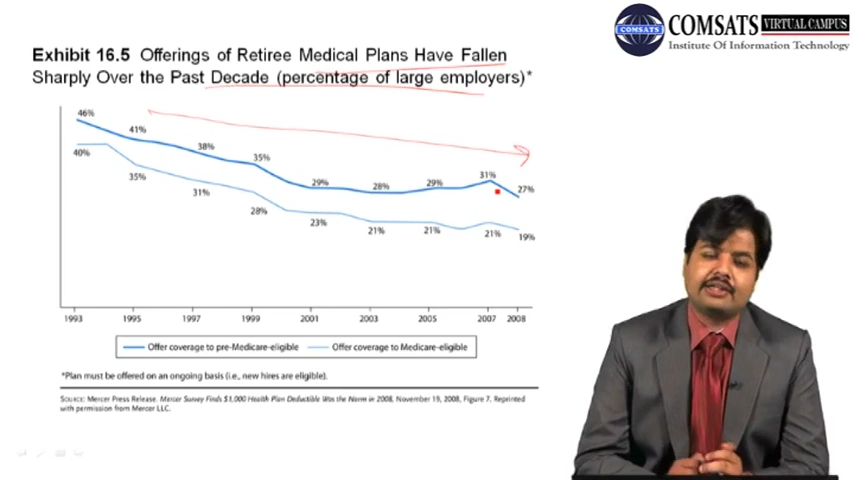 COMSATS VIRTUAL CAMPUS
Institute Of Information Technology
COMSATS
Exhibit 16.5 Offerings of Retiree Medical Plans Have Fallen
Sharply Over the Past Decade (percentage of large employers)*
46%
41%
38%
35%
29%
28%
29%
31%
27%
40%
35%
31%
28%
23%
21%
21%
21%
19%
1993 1995 1997 1999 2001 2003 2005 2007 2008
Offer coverage to pre-Medicare-eligible Offer coverage to Medicare-eligible
*Plan must be offered on an ongoing basis (i.e., new hires are eligible).
SOURCE: Mercer Press Release. Mercer Survey Finds $1,000 Health Plan Deductible Was the Norm in 2008, November 19, 2008, Figure 7. Reprinted
with permission from Mercer LLC.